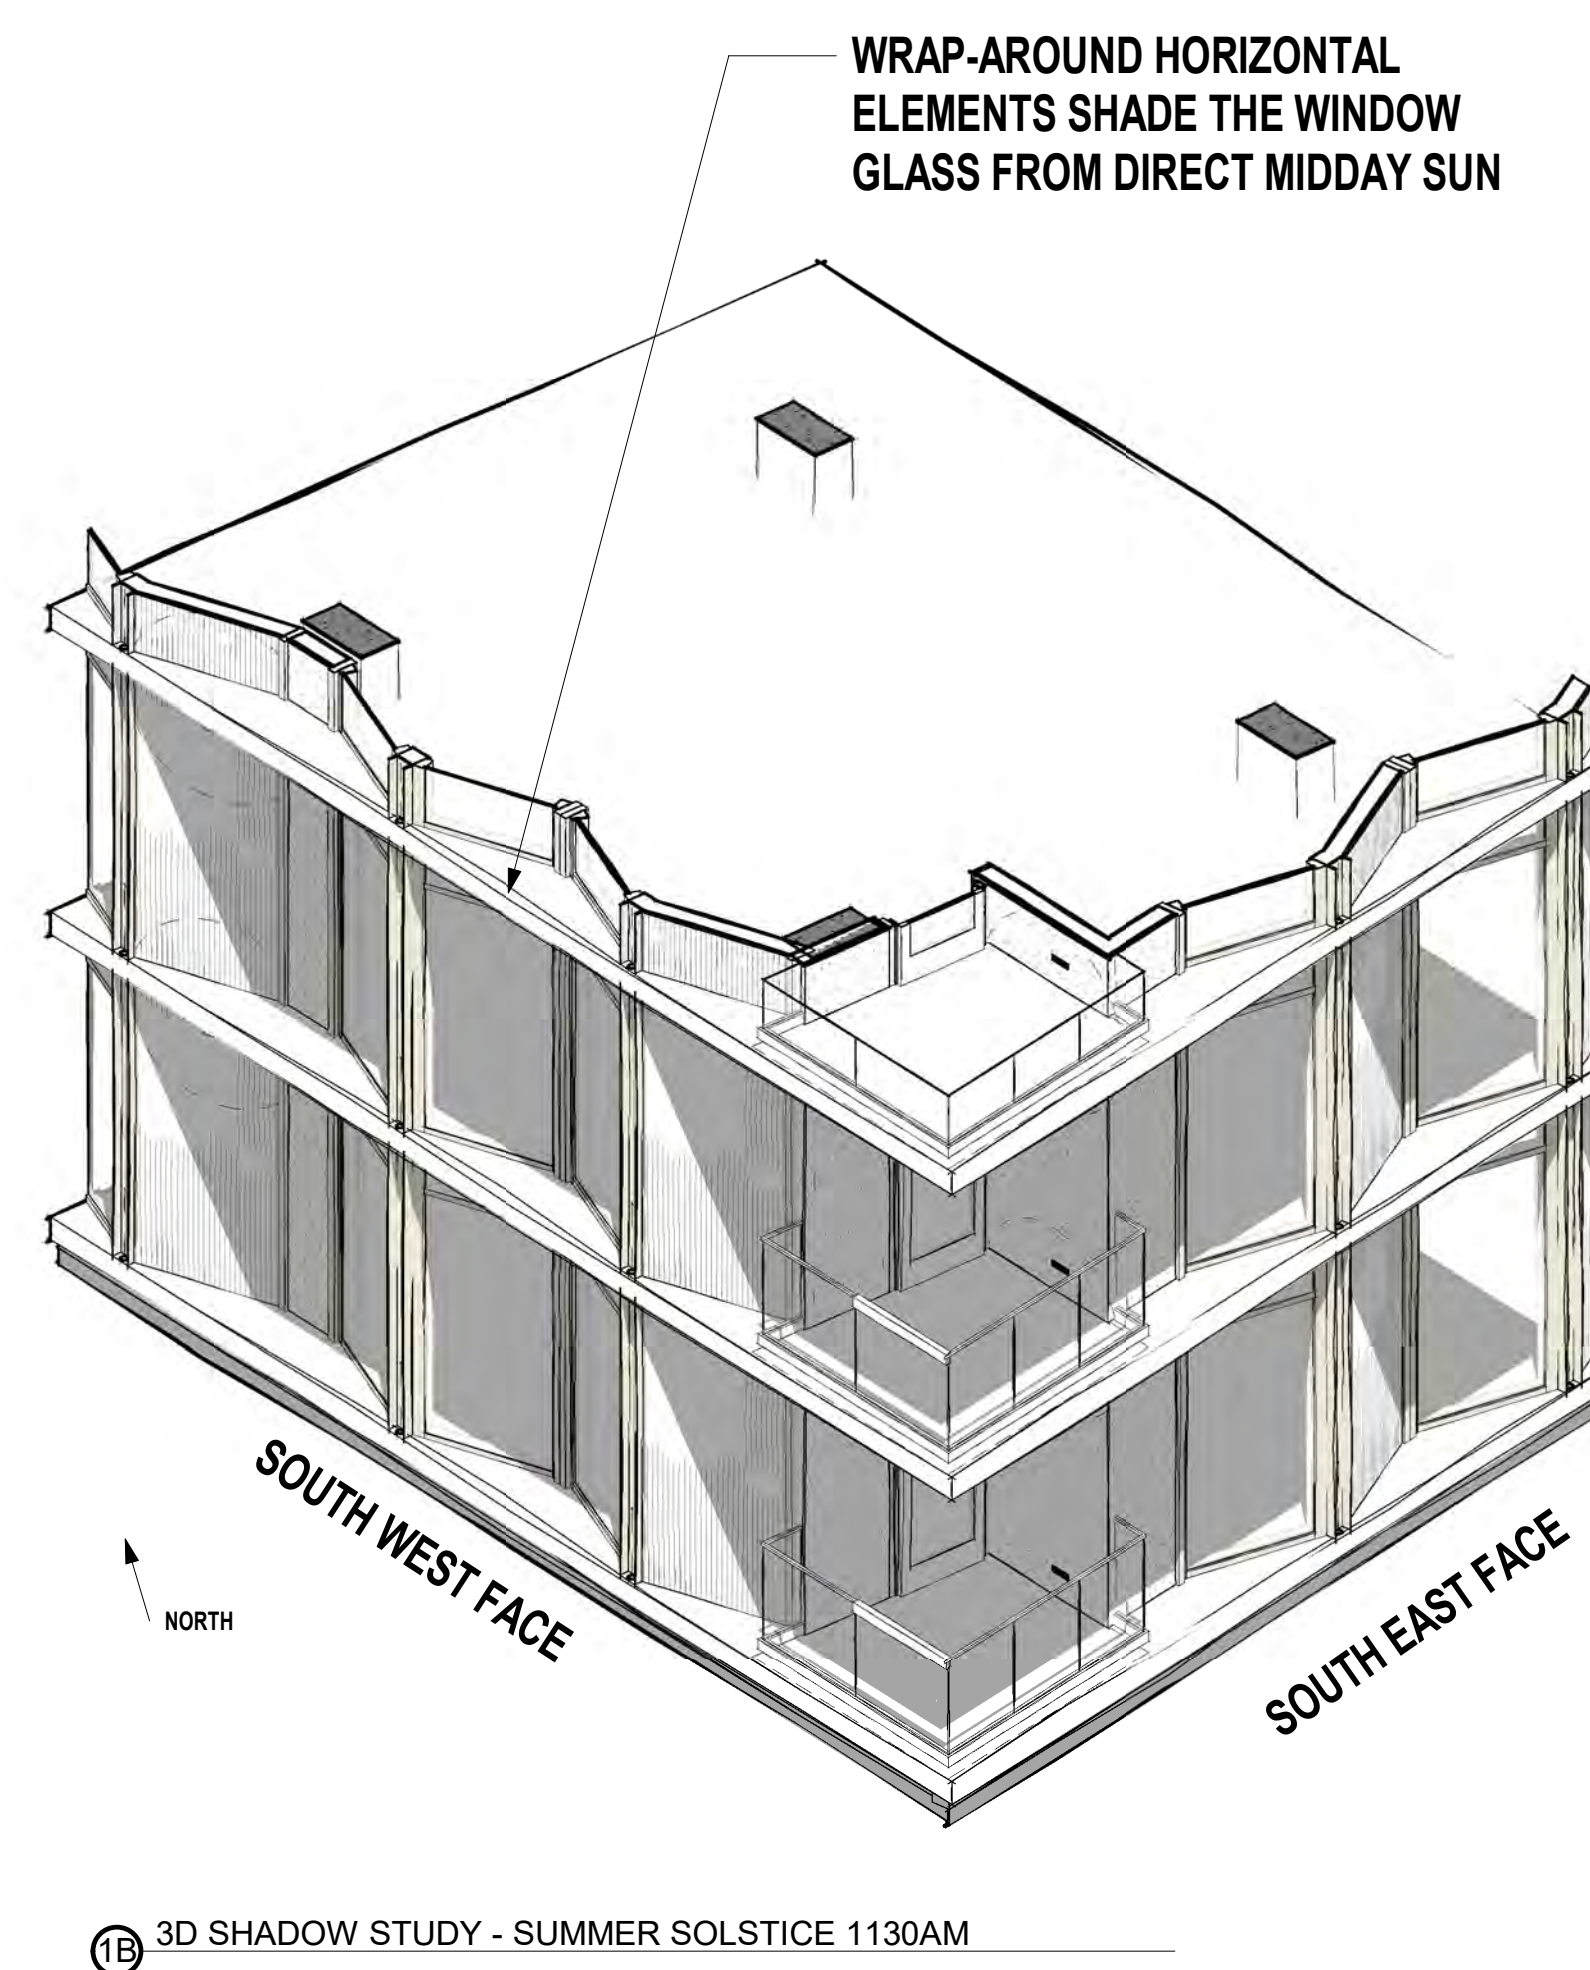 WRAP-AROUND HORIZONTAL
ELEMENTS SHADE THE WINDOW
GLASS FROM DIRECT MIDDAY SUN
SOUTH WEST FACE
SOUTH EAST FACE
NORTH
1B
3D SHADOW STUDY - SUMMER SOLSTICE 1130AM